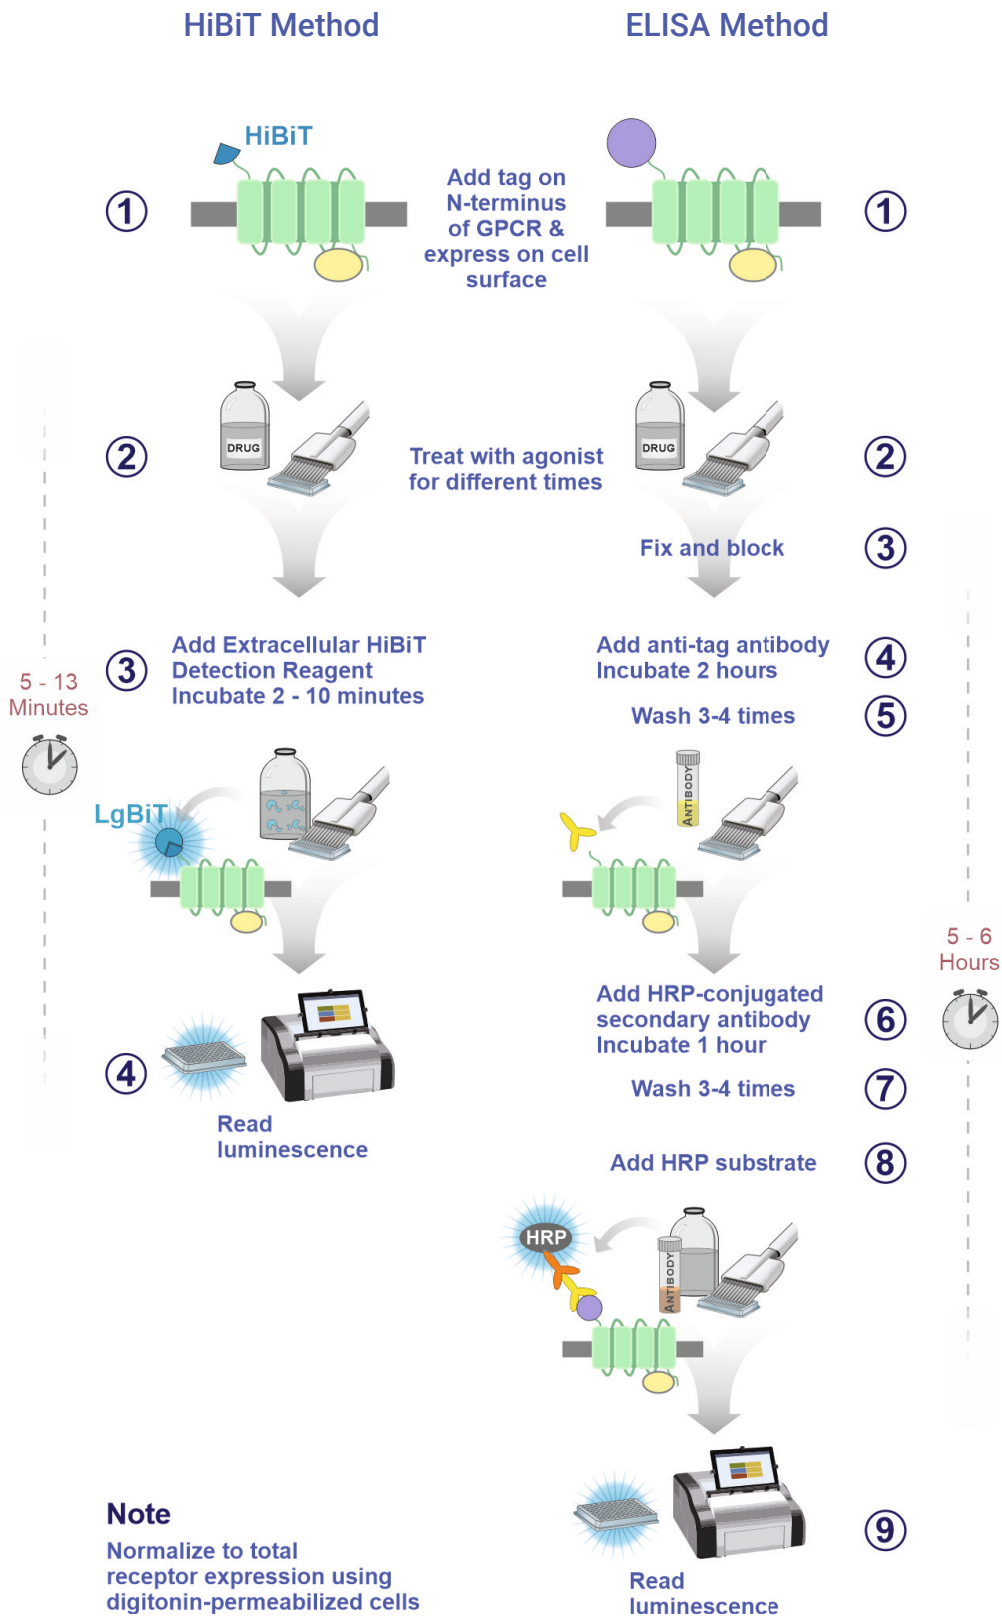 HiBiT Method
ELISA Method
HiBiT
1
Add tag on
N-terminus
of GPCR &
express on cell
surface
1
DRUG
DRUG
2
Treat with agonist
for different times
2
Fix and block
3
3
Add Extracellular HiBiT
Detection Reagent
Incubate 2 - 10 minutes
Add anti-tag antibody
Incubate 2 hours
4
5 - 13
Minutes
Wash 3-4 times
5
LgBiT
ANTIBODY
5 - 6
Hours
Add HRP-conjugated
secondary antibody
Incubate 1 hour
6
4
Read
luminescence
Wash 3-4 times
7
Add HRP substrate
8
HRP
ANTIBODY
Note
Normalize to total
receptor expression using
digitonin-permeabilized cells
9
Read
luminescence